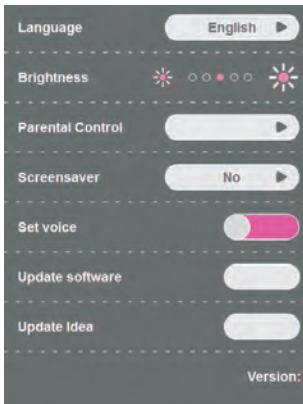 Language English
Brightness
Parental Control
Screensaver No
Set voice
Update software
Update Idea
Version: